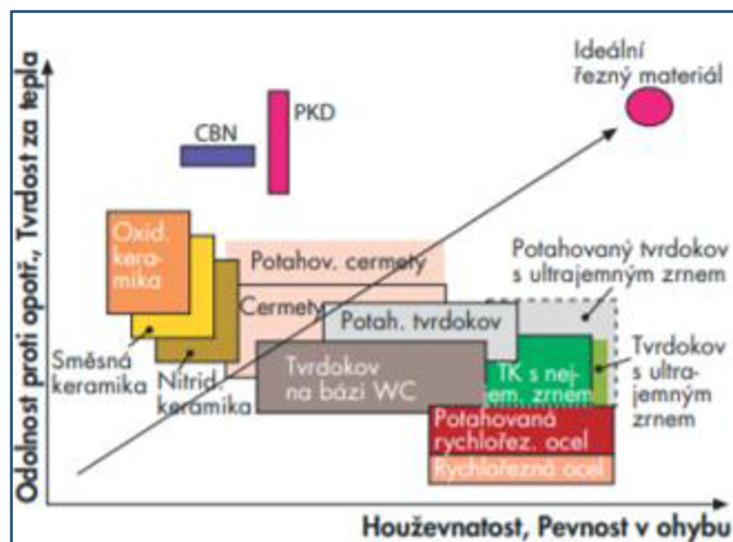 Odolnost proti opotř., Tvrdost za tepla
Ideální
řezný materiál
PKD
CBN
Oxid.
kera-
mika
Potahov. cermety
Potahovaný tvrdokov
s ultrajemným zrnem
Cermety
Potah. tvrdokov
Směsná
keramika
Nitrid.
keramika
Tvrdokov
na bázi WC
TK s nej-
jem. zrnem
Tvrdokov
s ultra-
jemným
zrnem
Potahovaná
rychlořez. ocel
Rychlořezná ocel
Houževnatost, Pevnost v ohybu